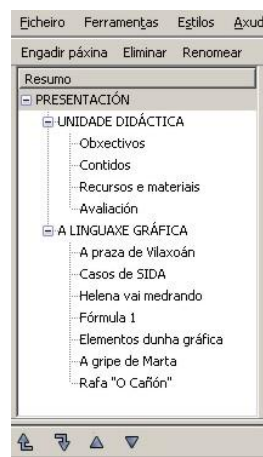 Ficheiro Ferramentas Estilos Axud
Engadir páxina Eliminar Renomear
Resumo
PRESENTACIÓN
UNIDADE DIDÁCTICA
Obxectivos
Contidos
Recursos e materiais
Avaliación
A LINGUAXE GRÁFICA
A praza de Vilaxoán
Casos de SIDA
Helena vai medrando
Fórmula 1
Elementos dunha gráfica
A gripe de Marta
Rafa "O Cañón"